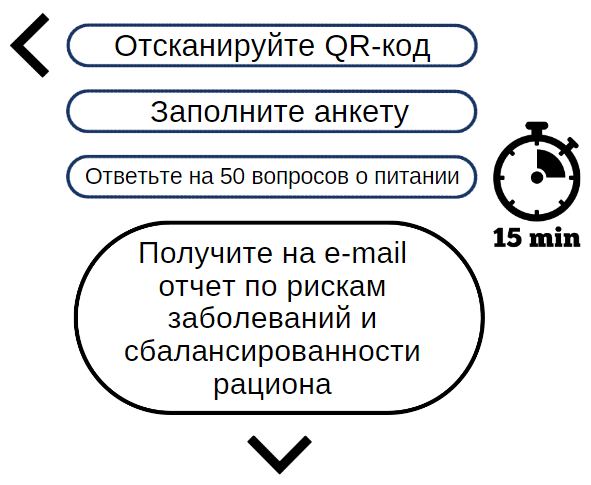 Отсканируйте QR-код
Заполните анкету
Ответьте на 50 вопросов о питании
15 min
Получите на e-mail
отчет по рискам
заболеваний и
сбалансированности
рациона